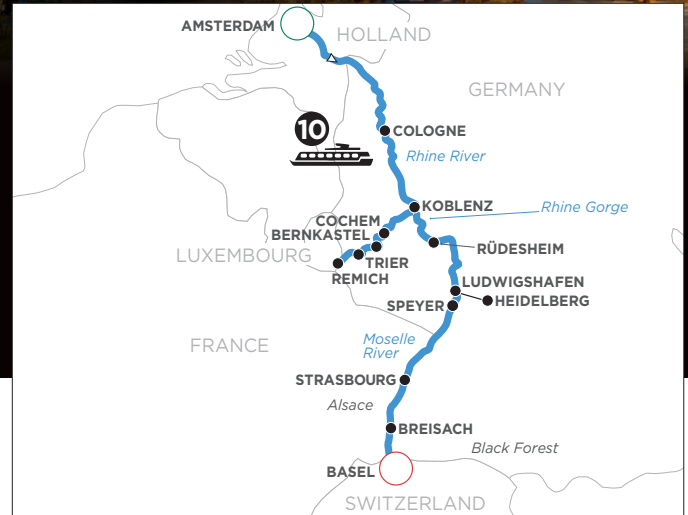 AMSTERDAM
HOLLAND
GERMANY
10
COLOGNE
Rhine River
KOBLENZ
Rhine Gorge
COCHEM
BERNKASTEL
RÜDESHEIM
LUXEMBOURG
TRIER
REMICH
LUDWIGSHAFEN
HEIDELBERG
SPEYER
FRANCE
Moselle
River
STRASBOURG
Alsace
BREISACH
Black Forest
BASEL
SWITZERLAND